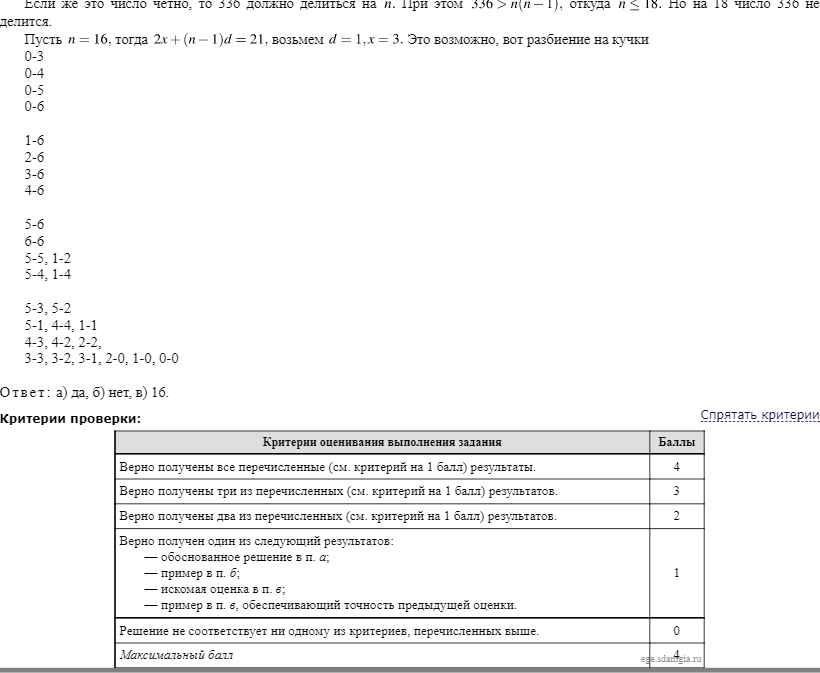 Если же это число четно, то 336 должно делиться на n. При этом 336 > n(n − 1), откуда n ≤ 18. Но на 18 число 336 не
делится.
Пусть n = 16, тогда 2x + (n − 1)d = 21, возьмем d = 1, x = 3. Это возможно, вот разбиение на кучки
0-3
0-4
0-5
0-6
1-6
2-6
3-6
4-6
5-6
6-6
5-5, 1-2
5-4, 1-4
5-3, 5-2
5-1, 4-4, 1-1
4-3, 4-2, 2-2,
3-3, 3-2, 3-1, 2-0, 1-0, 0-0
Ответ: а) да, б) нет, в) 16.
Критерии проверки:
Спрятать критерии
Критерии оценивания выполнения задания Баллы
Верно получены все перечисленные (см. критерий на 1 балл) результаты. 4
Верно получены три из перечисленных (см. критерий на 1 балл) результатов. 3
Верно получены два из перечисленных (см. критерий на 1 балл) результатов. 2
Верно получен один из следующий результатов:
— обоснованное решение в п. а;
— пример в п. б;
— искомая оценка в п. в;
— пример в п. в, обеспечивающий точность предыдущей оценки.
1
Решение не соответствует ни одному из критериев, перечисленных выше. 0
Максимальный балл 4
ege.sdamgia.ru